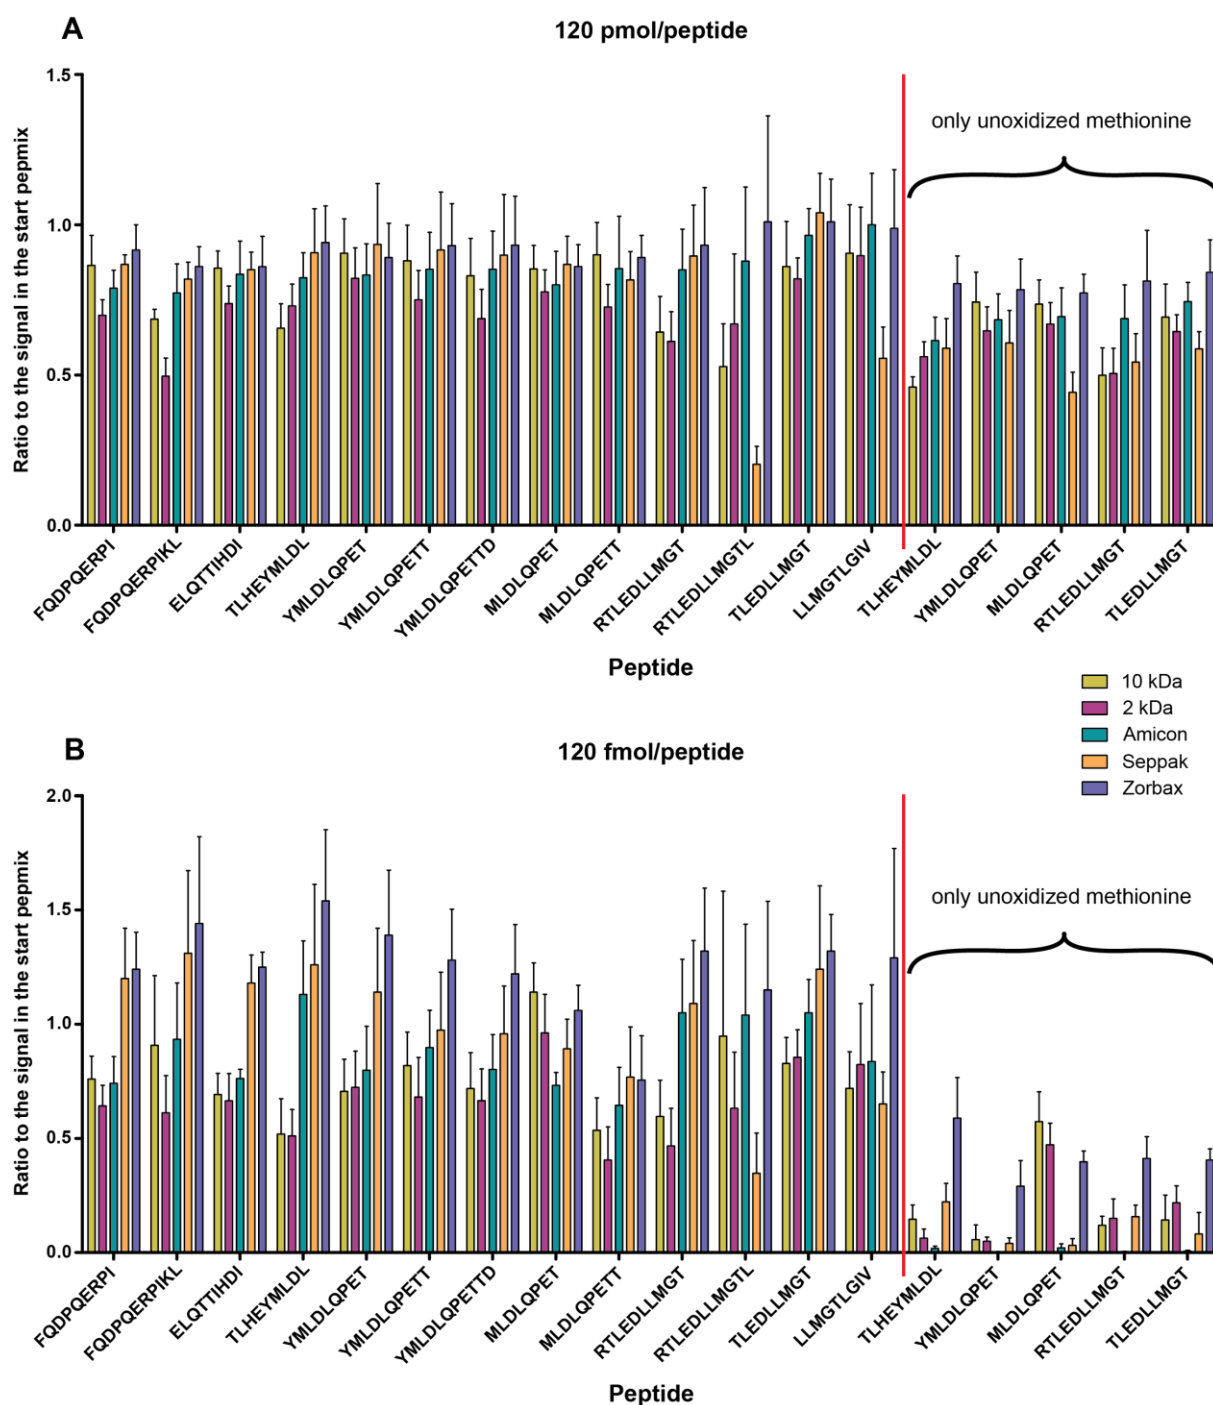 A
120 pmol/peptide
Ratio to the signal in the start pepmix
1.5
1.0
0.5
0.0
only unoxidized methionine
FQDPQERPI
FQDPQERPIKL
ELQTTIHDI
TLHEYMLDL
YMLDLQPET
YMLDLQPETT
YMLDLQPETTD
MLDLQPET
MLDLQPETT
RTLEDLLMGT
RTLEDLLMGTL
TLEDLLMGT
LLMGTLGIV
TLHEYMLDL
YMLDLQPET
MLDLQPET
RTLEDLLMGT
TLEDLLMGT
Peptide
10 kDa
2 kDa
Amicon
Seppak
Zorbax
B
120 fmol/peptide
Ratio to the signal in the start pepmix
2.0
1.5
1.0
0.5
0.0
only unoxidized methionine
FQDPQERPI
FQDPQERPIKL
ELQTTIHDI
TLHEYMLDL
YMLDLQPET
YMLDLQPETT
YMLDLQPETTD
MLDLQPET
MLDLQPETT
RTLEDLLMGT
RTLEDLLMGTL
TLEDLLMGT
LLMGTLGIV
TLHEYMLDL
YMLDLQPET
MLDLQPET
RTLEDLLMGT
TLEDLLMGT
Peptide